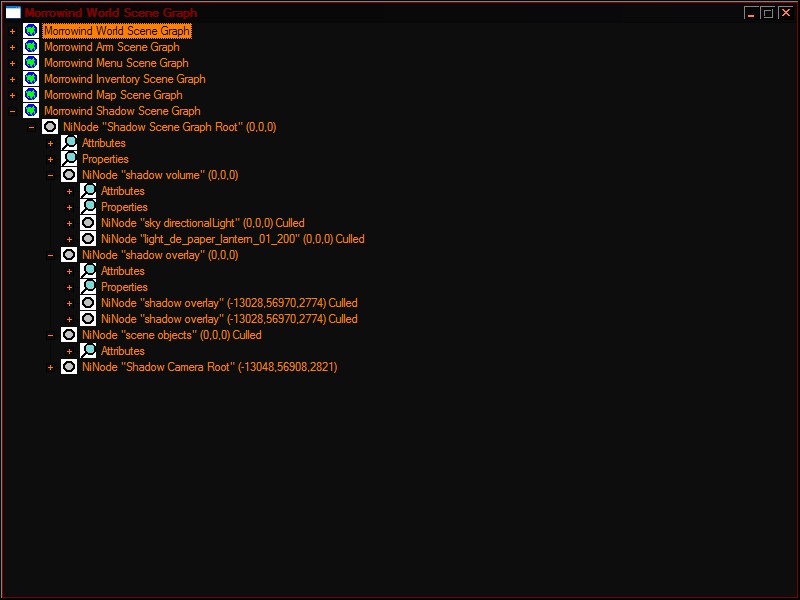 Morrowind World Scene Graph
Morrowind World Scene Graph
Morrowind Arm Scene Graph
Morrowind Menu Scene Graph
Morrowind Inventory Scene Graph
Morrowind Map Scene Graph
Morrowind Shadow Scene Graph
NiNode "Shadow Scene Graph Root" (0,0,0)
Attributes
Properties
NiNode "shadow volume" (0,0,0)
Attributes
Properties
NiNode "sky directionalLight" (0,0,0) Culled
NiNode "light_de_paper_lantern_01_200" (0,0,0) Culled
NiNode "shadow overlay" (0,0,0)
Attributes
Properties
NiNode "shadow overlay" (-13028,56970,2774) Culled
NiNode "shadow overlay" (-13028,56970,2774) Culled
NiNode "scene objects" (0,0,0) Culled
Attributes
NiNode "Shadow Camera Root" (-13048,56908,2821)